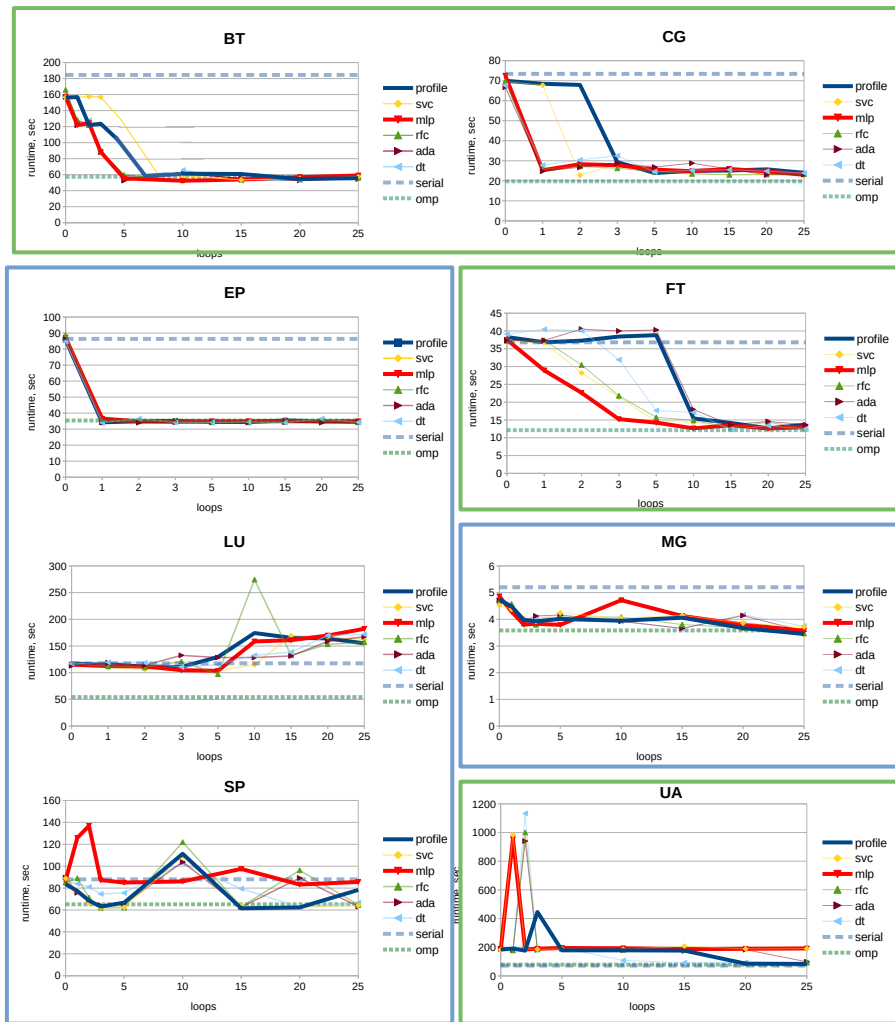 BT
runtime, sec
200
180
160
140
120
100
80
60
40
20
0
0 1 2 3 5 10 15 20 25
loops
profile
svc
mlp
rfc
ada
dt
serial
omp
CG
runtime, sec
80
70
60
50
40
30
20
10
0
0 1 2 3 5 10 15 20 25
loops
profile
svc
mlp
rfc
ada
dt
serial
omp
EP
runtime, sec
100
90
80
70
60
50
40
30
20
10
0
0 1 2 3 5 10 15 20 25
loops
profile
svc
mlp
rfc
ada
dt
serial
omp
FT
runtime, sec
45
40
35
30
25
20
15
10
5
0
0 1 2 3 5 10 15 20 25
loops
profile
svc
mlp
rfc
ada
dt
serial
omp
LU
runtime, sec
300
250
200
150
100
50
0
0 1 2 3 5 10 15 20 25
loops
profile
svc
mlp
rfc
ada
dt
serial
omp
MG
runtime, sec
6
5
4
3
2
1
0
0 5 10 15 20 25
loops
profile
svc
mlp
rfc
ada
dt
serial
omp
SP
runtime, sec
160
140
120
100
80
60
40
20
0
0 5 10 15 20 25
loops
profile
svc
mlp
rfc
ada
dt
serial
omp
UA
runtime, sec
1200
1000
800
600
400
200
0
0 5 10 15 20 25
loops
profile
svc
mlp
rfc
ada
dt
serial
omp